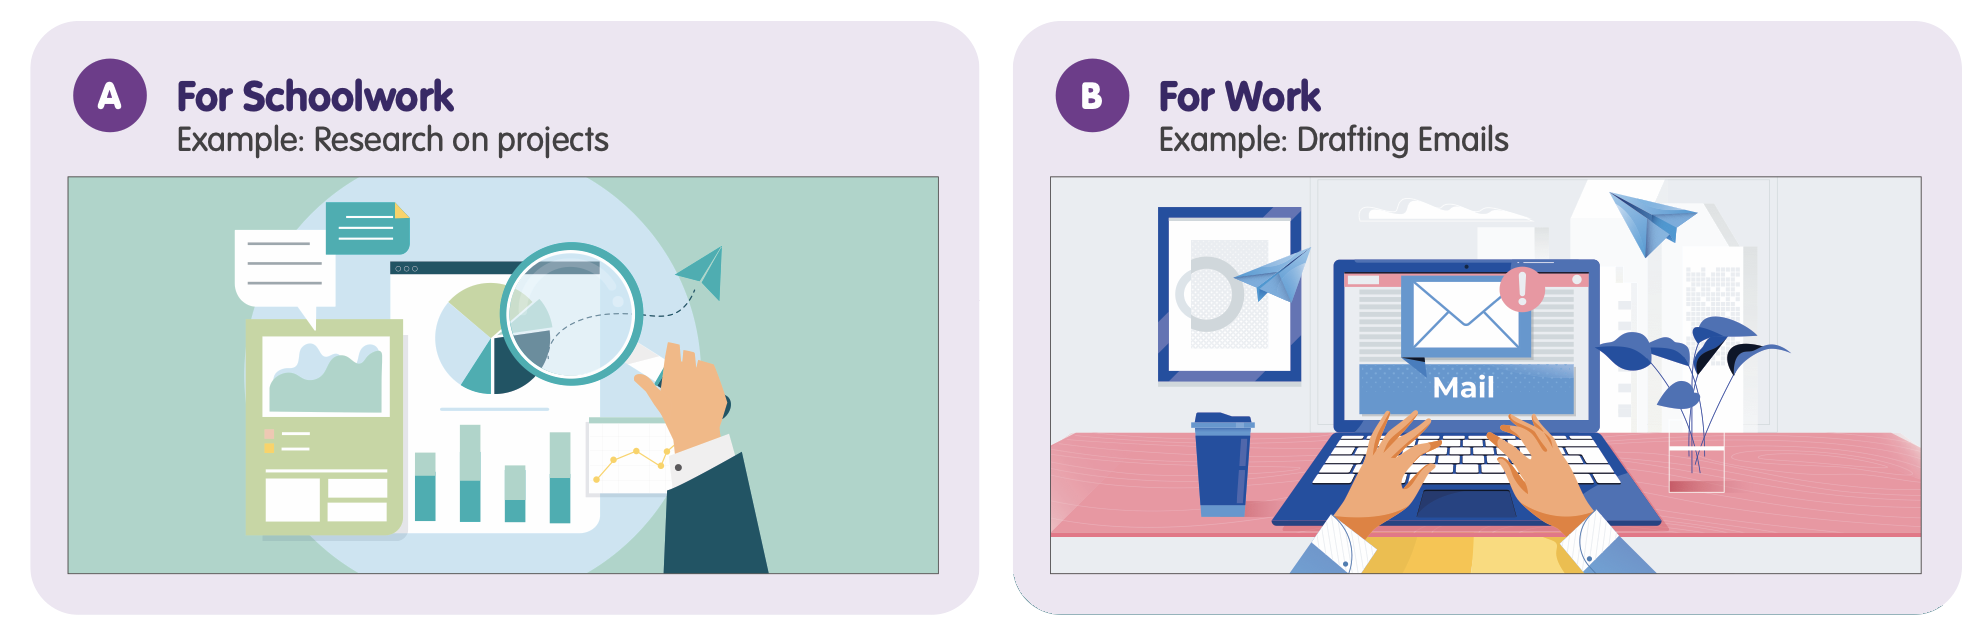 A
For Schoolwork
Example: Research on projects
B
For Work
Example: Drafting Emails
!
Mail